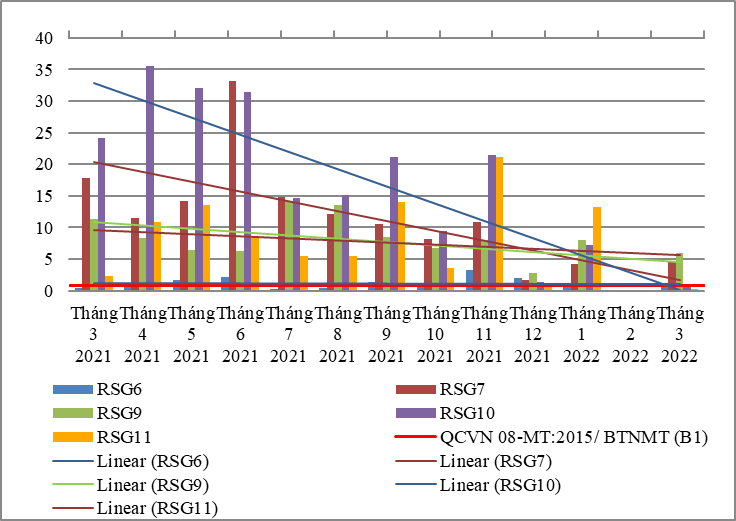 40
35
30
25
20
15
10
5
0
Tháng Tháng Tháng Tháng Tháng Tháng Tháng Tháng Tháng Tháng Tháng Tháng Tháng
3 4 5 6 7 8 9 10 11 12 1 2 3
2021 2021 2021 2021 2021 2021 2021 2021 2021 2021 2022 2022 2022
RSG6 RSG7
RSG9 RSG10
RSG11 QCVN 08-MT:2015/ BTNMT (B1)
Linear (RSG6) Linear (RSG7)
Linear (RSG9) Linear (RSG10)
Linear (RSG11)